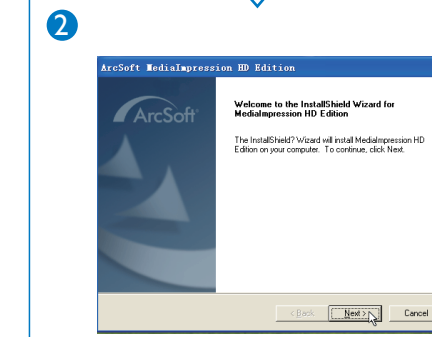 2
ArcSoft MediaImpression HD Edition
ArcSoft
Welcome to the InstallShield Wizard for
MediaImpression HD Edition
The InstallShield? Wizard will install MediaImpression HD
Edition on your computer. To continue, click Next.
< Back
Next >
Cancel